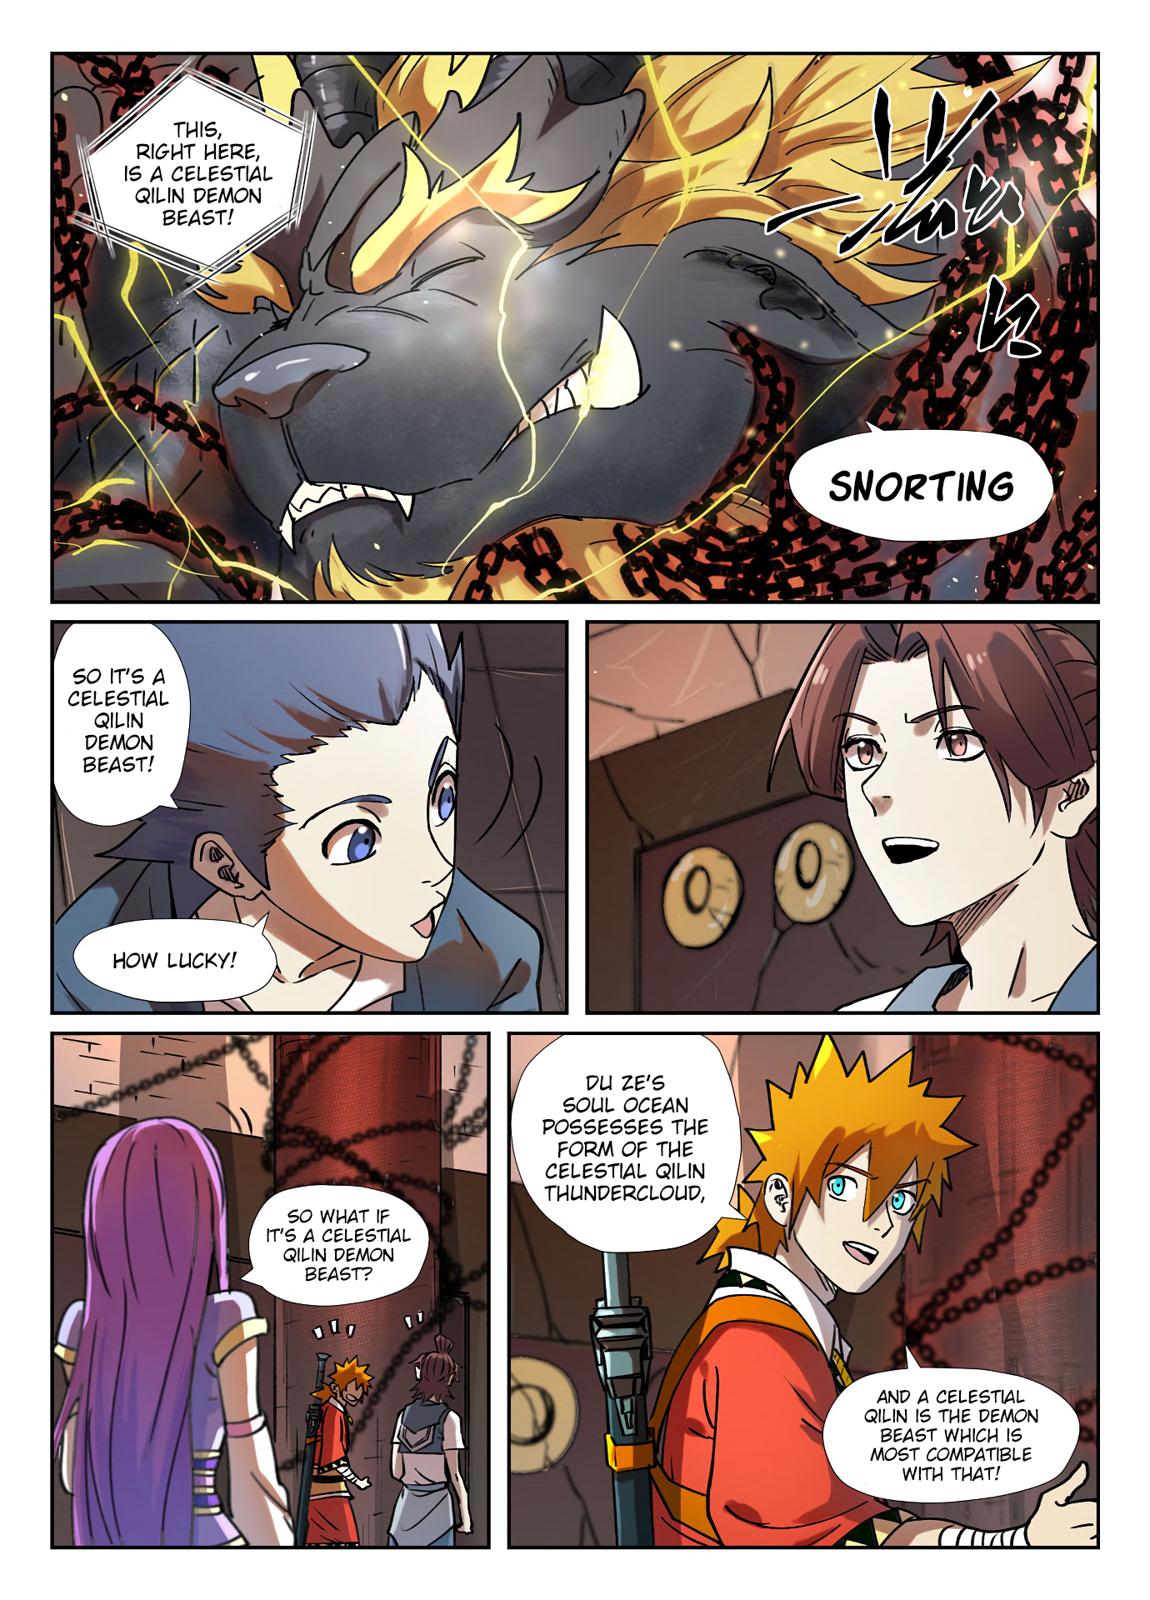 THIS,
RIGHT HERE,
IS A CELESTIAL
QILIN DEMON
BEAST!
SNORTING
SO IT'S A
CELESTIAL
QILIN
DEMON
BEAST!
HOW LUCKY!
SO WHAT IF
IT'S A CELESTIAL
QILIN DEMON
BEAST?
DU ZE'S
SOUL OCEAN
POSSESSES THE
FORM OF THE
CELESTIAL QILIN
THUNDERCLOUD,
AND A CELESTIAL
QILIN IS THE DEMON
BEAST WHICH IS
MOST COMPATIBLE
WITH THAT!